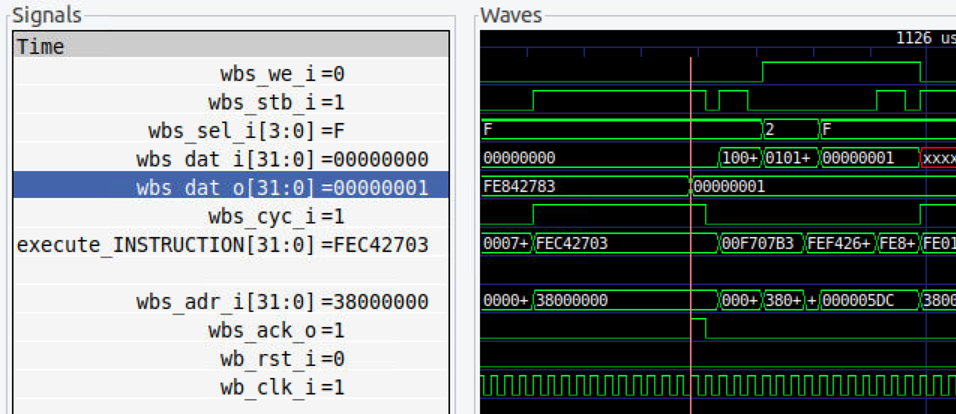 Signals
Time
wbs_we_i=0
wbs_stb_i=1
wbs_sel_i[3:0]=F
wbs_dat_i[31:0]=00000000
wbs_dat_o[31:0]=00000001
wbs_cyc_i=1
execute_INSTRUCTION[31:0]=FEC42703
wbs_adr_i[31:0]=38000000
wbs_ack_o=1
wb_rst_i=0
wb_clk_i=1
Waves
1126 us
F 2 F
00000000 100+ 0101+ 00000001 xxxx
FE842783 00000001
0007+ FEC42703 00F707B3 FEF426+ FE8+ FE01
0000+ 38000000 000+ 380+ + 000005DC 3800